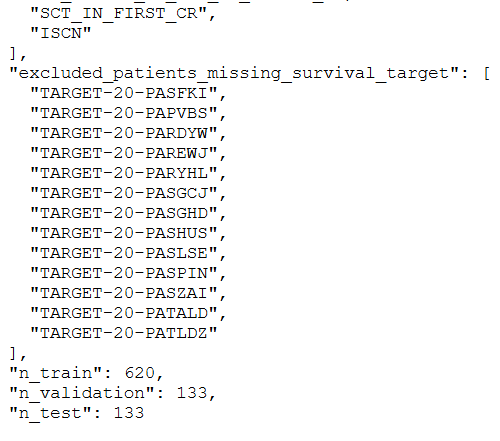 "SCT_IN_FIRST_CR",
"ISCN"
],
"excluded_patients_missing_survival_target": [
"TARGET-20-PASFKI",
"TARGET-20-PAPVBS",
"TARGET-20-PARDYW",
"TARGET-20-PAREWJ",
"TARGET-20-PARYHL",
"TARGET-20-PASGCJ",
"TARGET-20-PASGHD",
"TARGET-20-PASHUS",
"TARGET-20-PASLSE",
"TARGET-20-PASPIN",
"TARGET-20-PASZAI",
"TARGET-20-PATALD",
"TARGET-20-PATLDZ"
],
"n_train": 620,
"n_validation": 133,
"n_test": 133